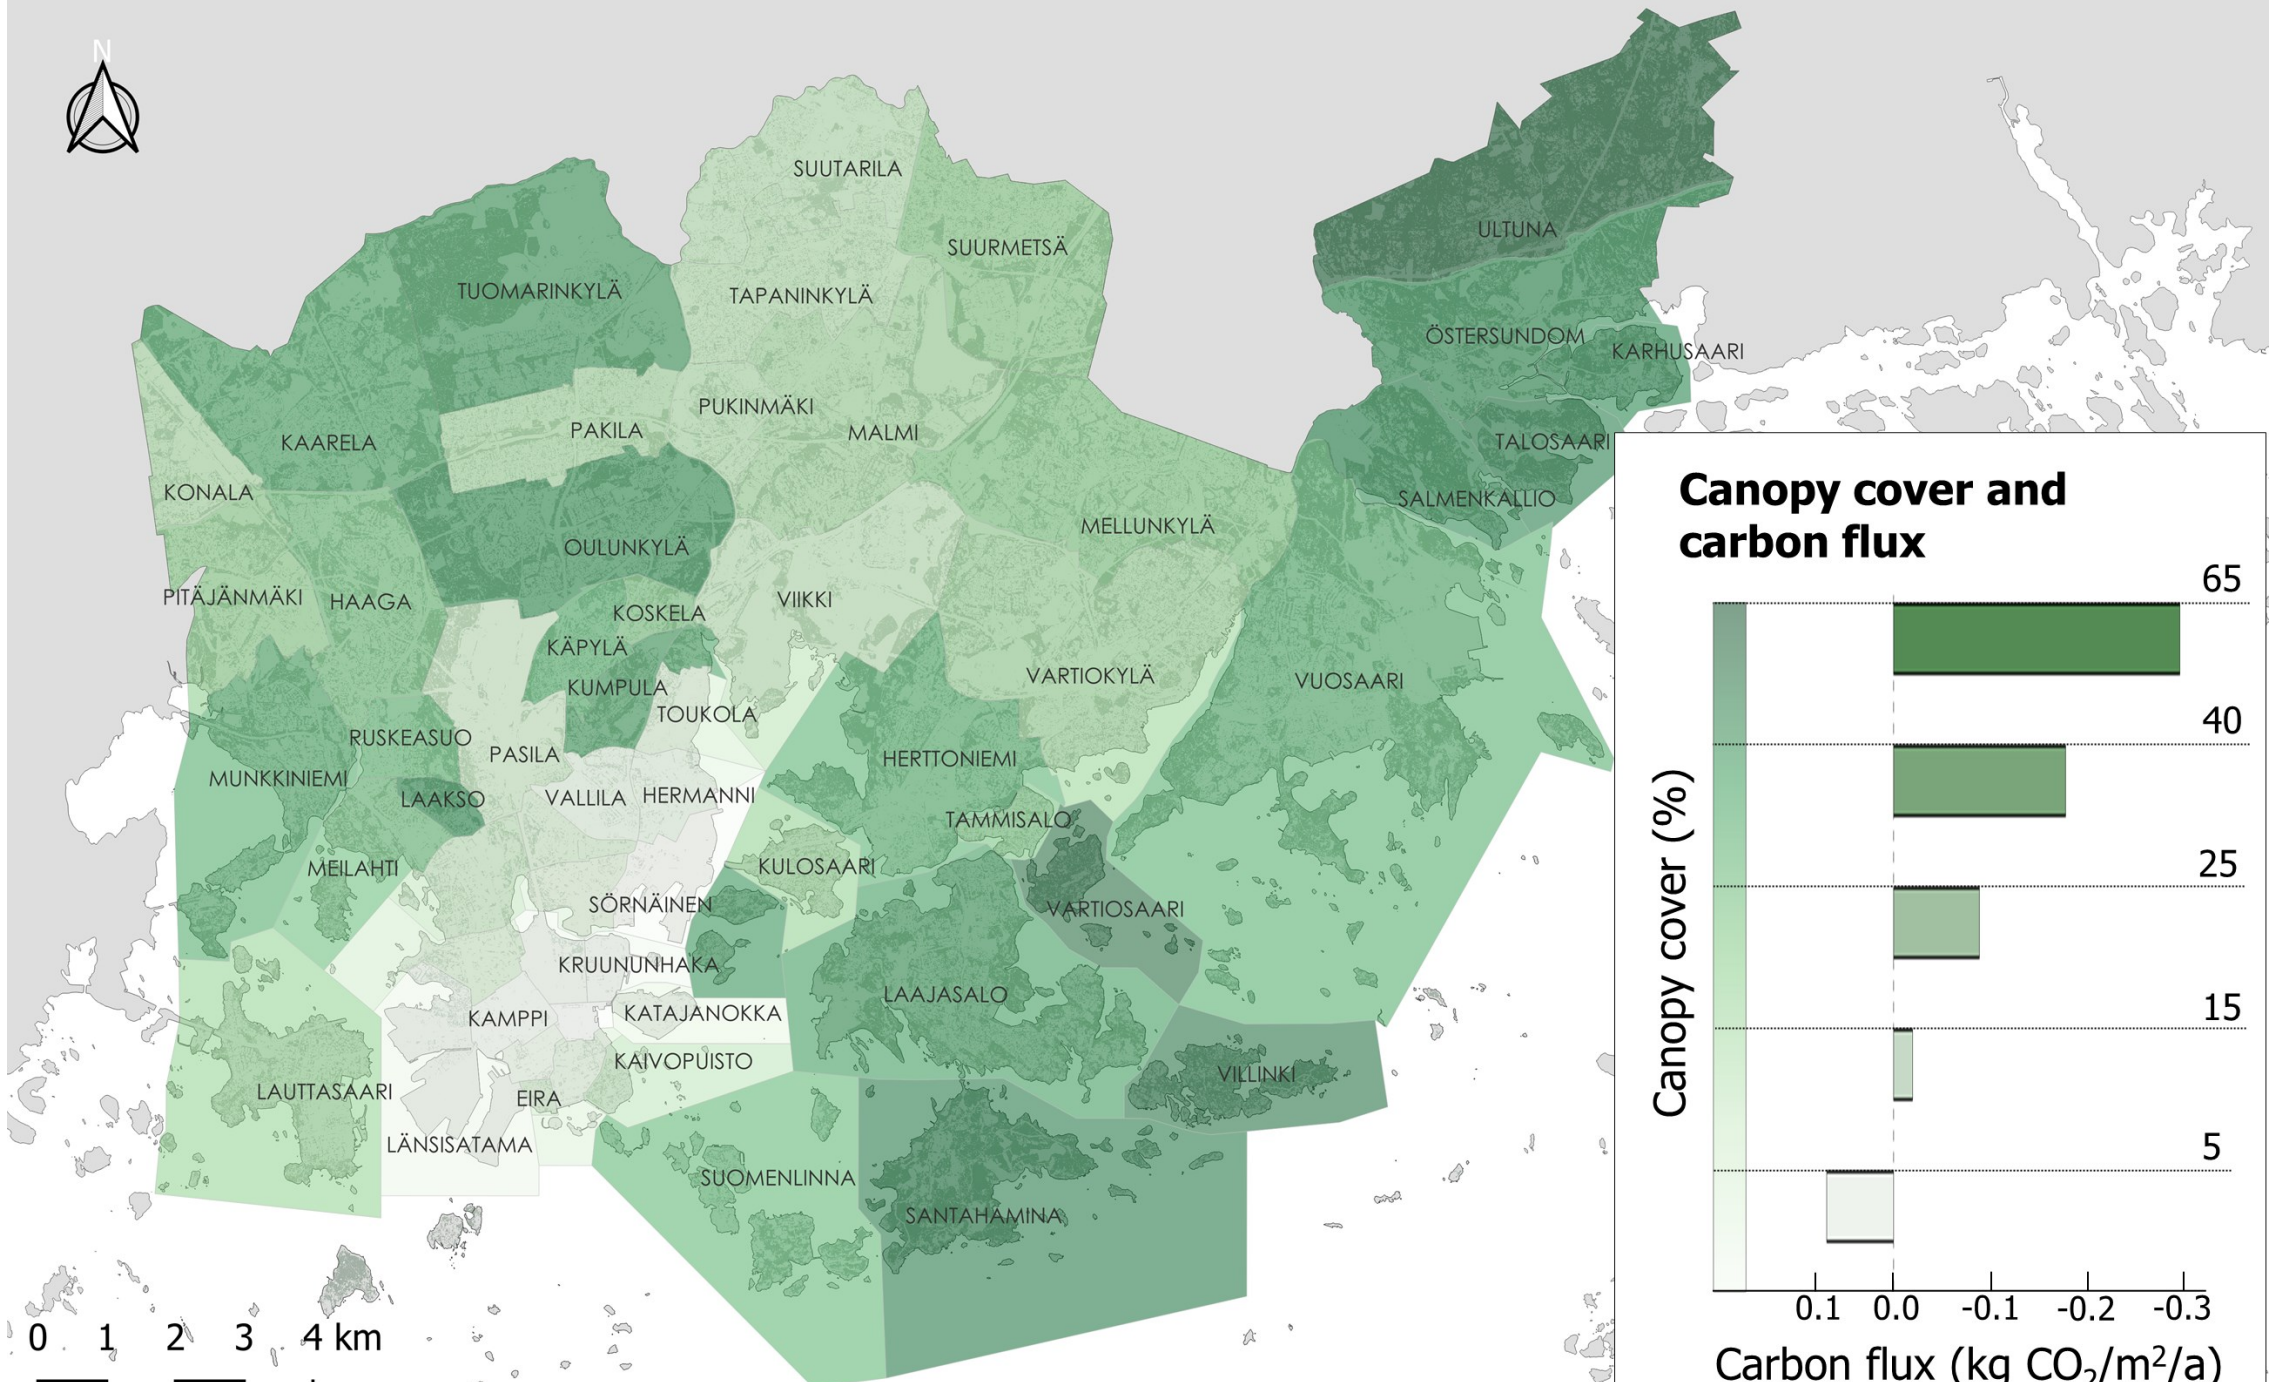 N
SUUTARILA
SUURMETSÄ
ULTUNA
TUOMARINKYLÄ
TAPANINKYLÄ
ÖSTERSUNDOM
KARHUSAARI
PUKINMÄKI
PAKILA
MALMI
KAARELA
TALOSAARI
KONALA
SALMENKALLIO
MELLUNKYLÄ
OULUNKYLÄ
PITÄJÄNMÄKI
HAAGA
KOSKELA
VIIKKI
KÄPYLÄ
KUMPULA
VARTIOKYLÄ
VUOSAARI
TOUKOLA
RUSKEASUO
PASILA
HERTTONIEMI
MUNKKINIEMI
LAAKSO
VALLILA
HERMANNI
TAMMISALO
MEILAHTI
KULOSAARI
SÖRNÄINEN
VARTIOSAARI
KRUUNUNHAKA
LAAJASALO
KAMPPI
KATAJANOKKA
KAIVOPUISTO
VILLINKI
LAUTTASAARI
EIRA
LÄNSISATAMA
SUOMENLINNA
SANTAHAMINA
0 1 2 3 4 km
Canopy cover and
carbon flux
65
40
25
15
5
Canopy cover (%)
0.1 0.0 -0.1 -0.2 -0.3
Carbon flux (kg CO₂/m²/a)